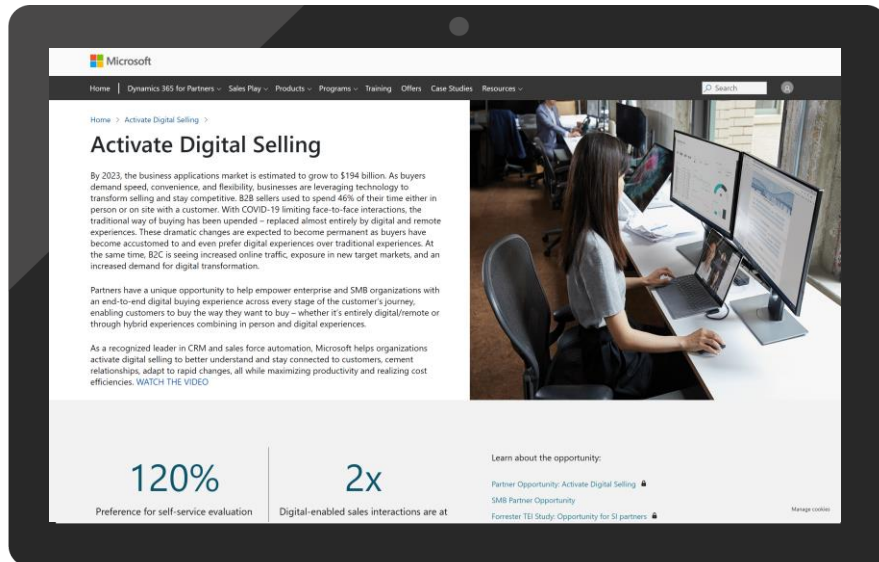 Microsoft
Home | Dynamics 365 for Partners Sales Play Products Programs Training Offers Case Studies Resources Search
Home > Activate Digital Selling >
Activate Digital Selling
By 2023, the business applications market is estimated to grow to $194 billion. As buyers
demand speed, convenience, and flexibility, businesses are leveraging technology to
transform selling and stay competitive. B2B sellers used to spend 46% of their time either in
person or on site with a customer. With COVID-19 limiting face-to-face interactions, the
traditional way of buying has been upended – replaced almost entirely by digital and remote
experiences. These dramatic changes are expected to become permanent as buyers have
become accustomed to and even prefer digital experiences over traditional experiences. At
the same time, B2C is seeing increased online traffic, exposure in new target markets, and an
increased demand for digital transformation.
Partners have a unique opportunity to help empower enterprise and SMB organizations with
an end-to-end digital buying experience across every stage of the customer's journey,
enabling customers to buy the way they want to buy – whether it's entirely digital/remote or
through hybrid experiences combining in person and digital experiences.
As a recognized leader in CRM and sales force automation, Microsoft helps organizations
activate digital selling to better understand and stay connected to customers, cement
relationships, adapt to rapid changes, all while maximizing productivity and realizing cost
efficiencies. WATCH THE VIDEO
120%
Preference for self-service evaluation
2x
Digital-enabled sales interactions are at
Learn about the opportunity:
Partner Opportunity: Activate Digital Selling
SMB Partner Opportunity
Forrester TEI Study: Opportunity for SI partners
Manage cookies